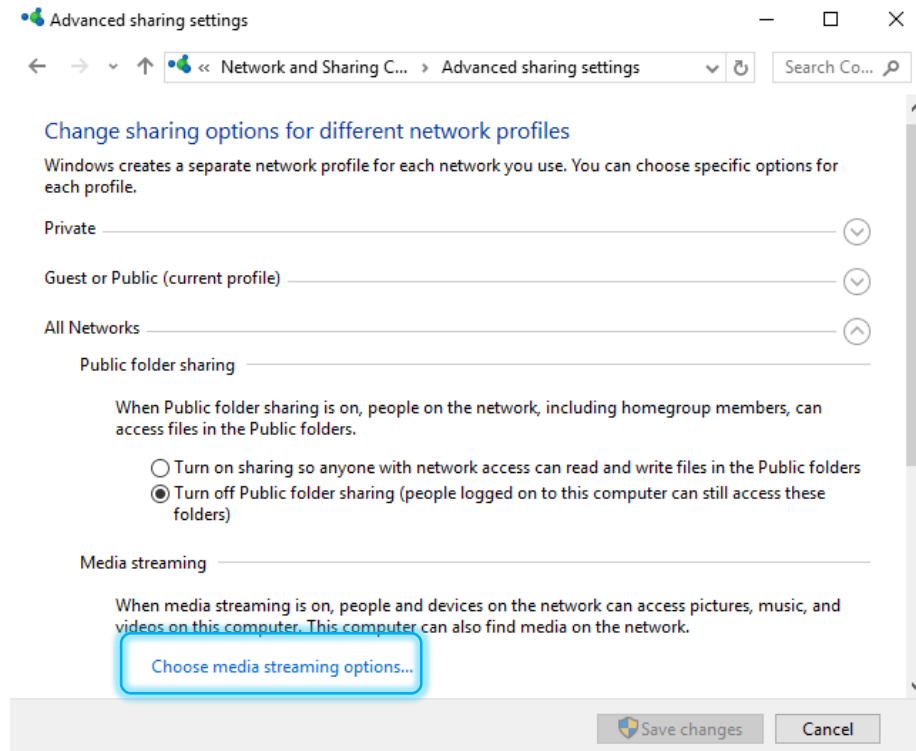 Advanced sharing settings
« Network and Sharing C... › Advanced sharing settings
Search Co...
Change sharing options for different network profiles
Windows creates a separate network profile for each network you use. You can choose specific options for
each profile.
Private
Guest or Public (current profile)
All Networks
Public folder sharing
When Public folder sharing is on, people on the network, including homegroup members, can
access files in the Public folders.
Turn on sharing so anyone with network access can read and write files in the Public folders
Turn off Public folder sharing (people logged on to this computer can still access these
folders)
Media streaming
When media streaming is on, people and devices on the network can access pictures, music, and
videos on this computer. This computer can also find media on the network.
Choose media streaming options...
Save changes
Cancel